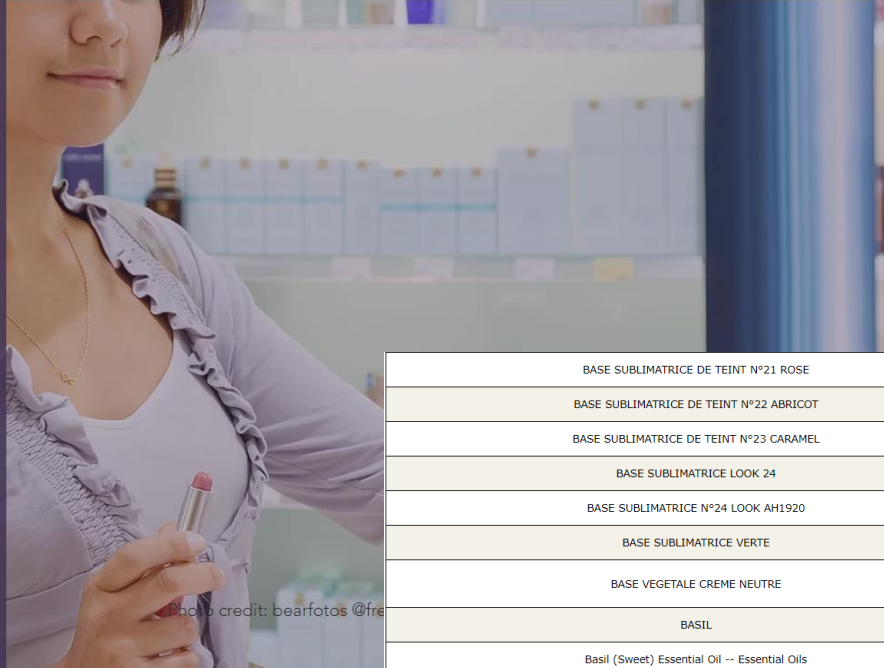 Photo credit: bearfotos @fre
BASE SUBLIMATRICE DE TEINT N°21 ROSE
BASE SUBLIMATRICE DE TEINT N°22 ABRICOT
BASE SUBLIMATRICE DE TEINT N°23 CARAMEL
BASE SUBLIMATRICE LOOK 24
BASE SUBLIMATRICE N°24 LOOK AH1920
BASE SUBLIMATRICE VERTE
BASE VEGETALE CREME NEUTRE
BASIL
Basil (Sweet) Essential Oil -- Essential Oils